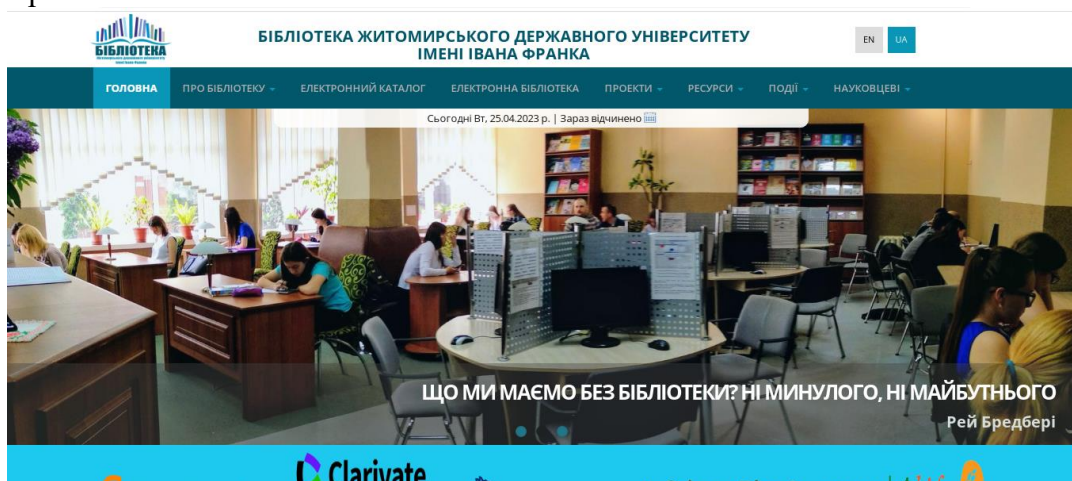 БІБЛІОТЕКА
БІБЛІОТЕКА ЖИТОМИРСЬКОГО ДЕРЖАВНОГО УНІВЕРСИТЕТУ
ІМЕНІ ІВАНА ФРАНКА
EN UA
ГОЛОВНА ПРО БІБЛІОТЕКУ ЕЛЕКТРОННИЙ КАТАЛОГ ЕЛЕКТРОННА БІБЛІОТЕКА ПРОЕКТИ РЕСУРСИ ПОДІЇ НАУКОВЦЕВІ
Сьогодні Вт, 25.04.2023 р. | Зараз відчинено
ЩО МИ МАЄМО БЕЗ БІБЛІОТЕКИ? НІ МИНУЛОГО, НІ МАЙБУТНЬОГО
Рей Бредбері
Clarivate